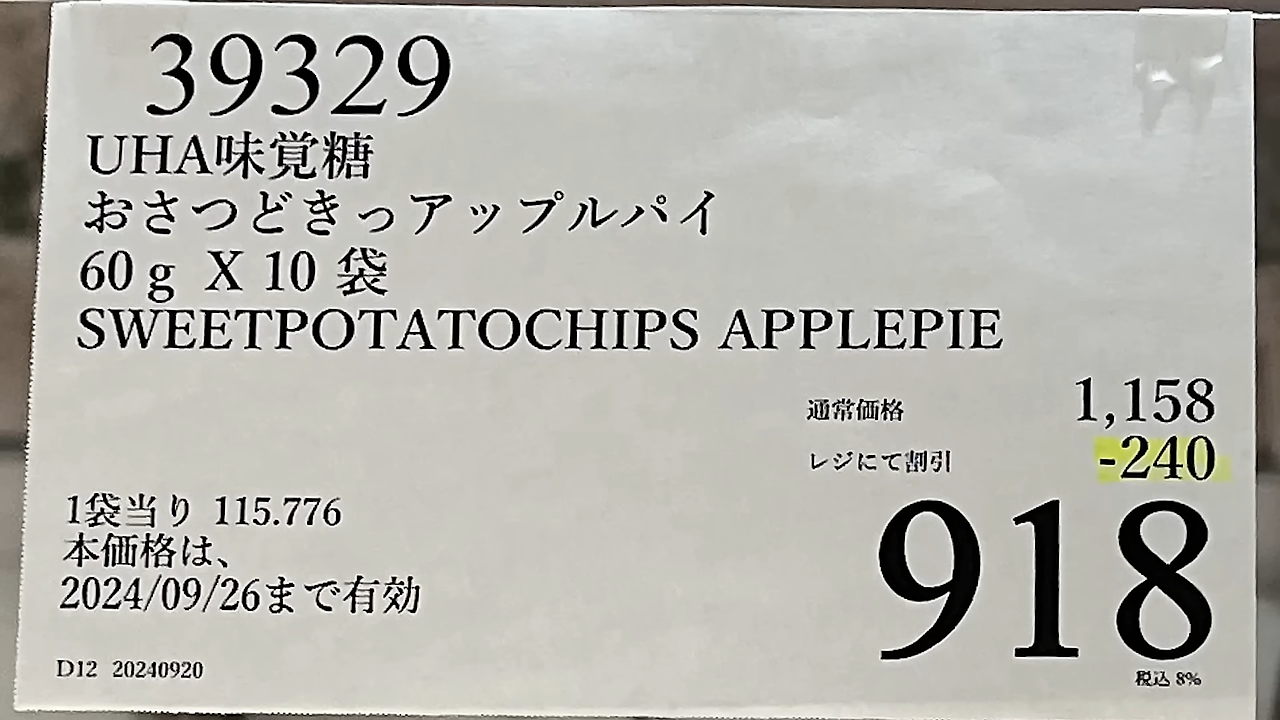 39329
UHA味覚糖
おさつどきっアップルパイ
60 g X 10 袋
SWEETPOTATOCHIPS APPLEPIE
通常価格 1,158
レジにて割引 -240
918
税込 8%
1袋当り 115.776
本価格は、
2024/09/26まで有効
D12 20240920